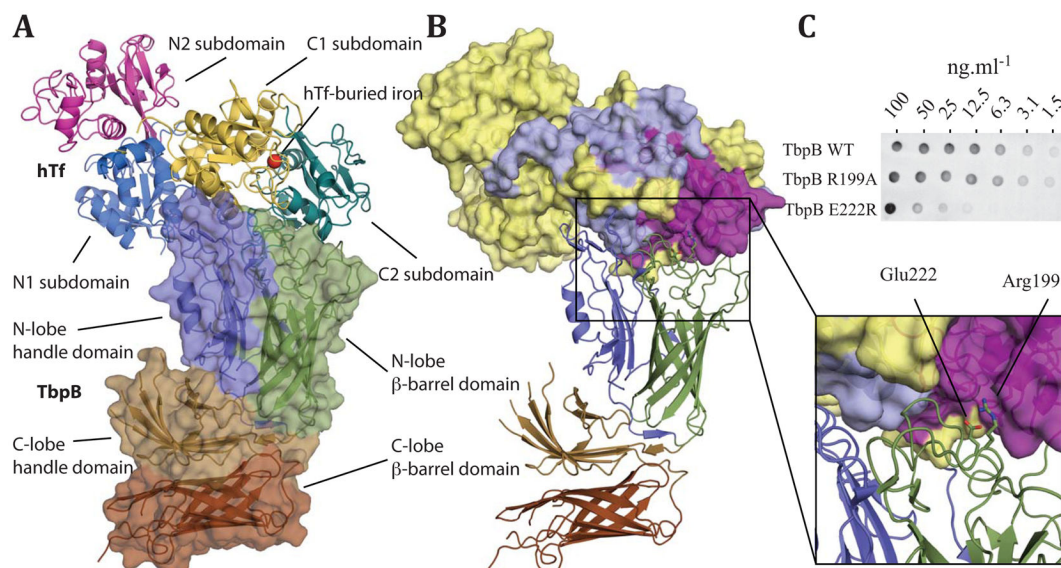 A
N2 subdomain
C1 subdomain
hTf-buried iron
hTf
N1 subdomain
C2 subdomain
N-lobe
handle domain
N-lobe
β-barrel domain
TbpB
C-lobe
handle domain
C-lobe
β-barrel domain
B
C
ng.ml⁻¹
100 50 25 12.5 6.3 3.1 1.5
TbpB WT
TbpB R199A
TbpB E222R
Glu222
Arg199